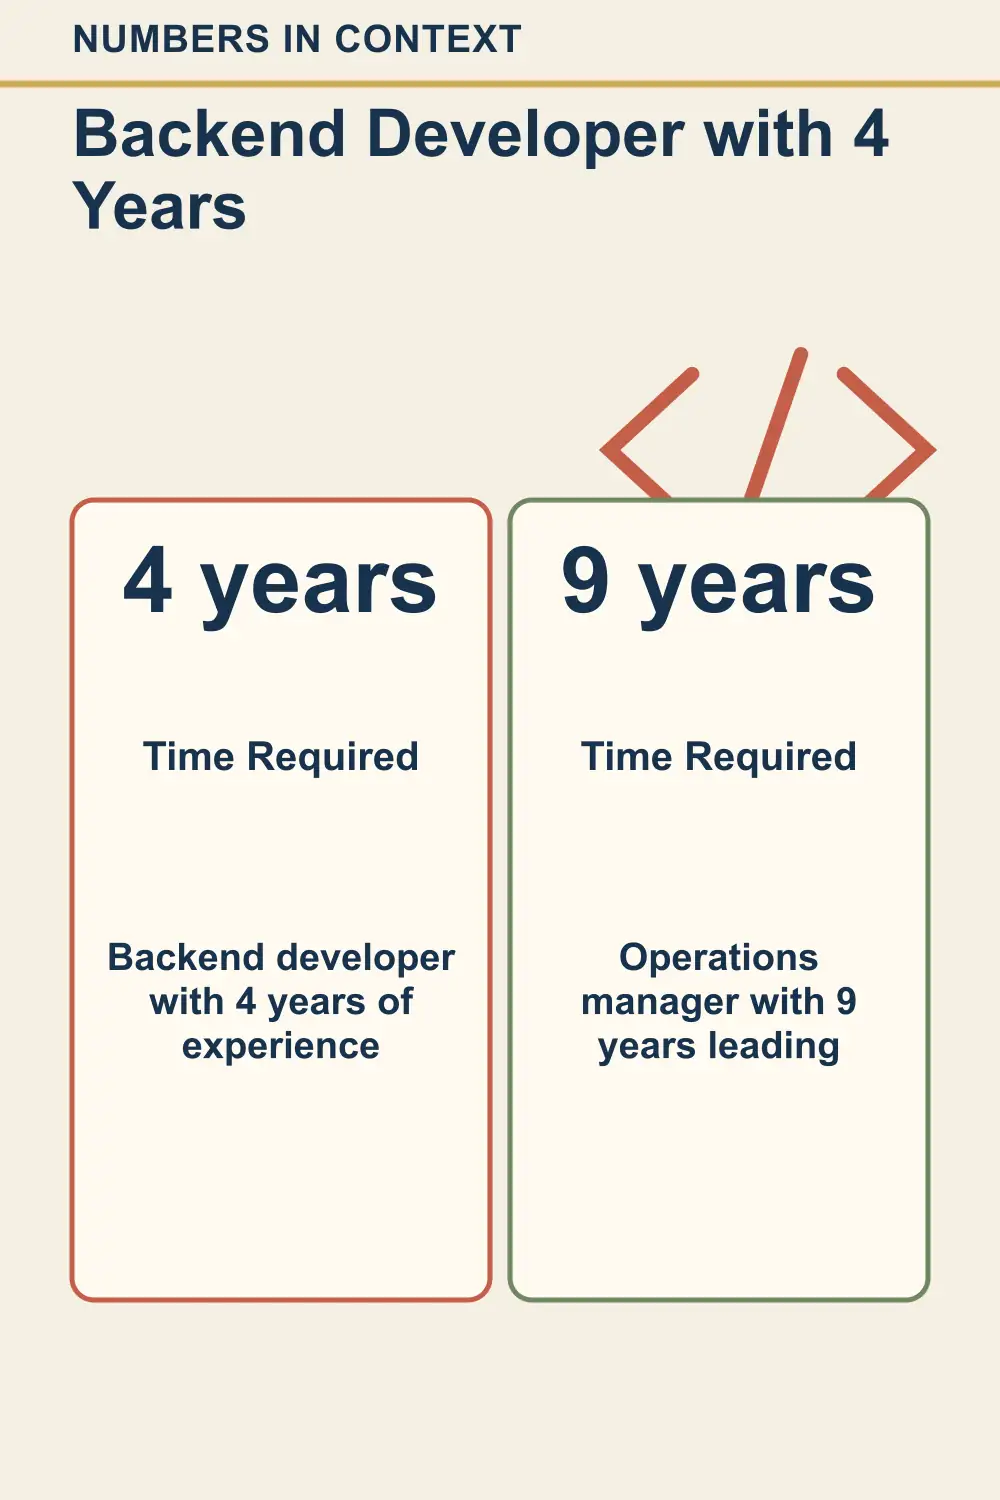 NUMBERS IN CONTEXT
Backend Developer with 4
Years
4 years
Time Required
Backend developer
with 4 years of
experience
9 years
Time Required
Operations
manager with 9
years leading